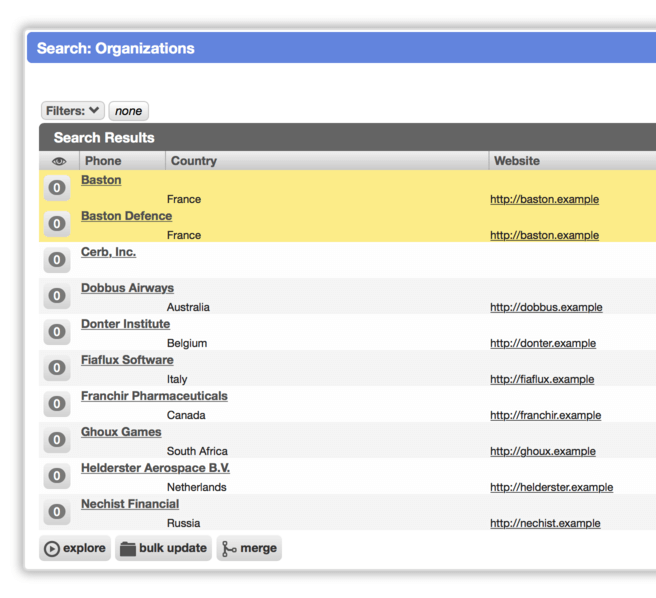 Search: Organizations
Filters: none
Search Results
Phone Country Website
Baston
0
France http://baston.example
Baston Defence
0
France http://baston.example
Cerb, Inc.
0
Dobbus Airways
0
Australia http://dobbus.example
Donter Institute
0
Belgium http://donter.example
Fiaflux Software
0
Italy http://fiaflux.example
Franchir Pharmaceuticals
0
Canada http://franchir.example
Ghoux Games
0
South Africa http://ghoux.example
Helderster Aerospace B.V.
0
Netherlands http://helderster.example
Nechist Financial
0
Russia http://nechist.example
explore bulk update merge